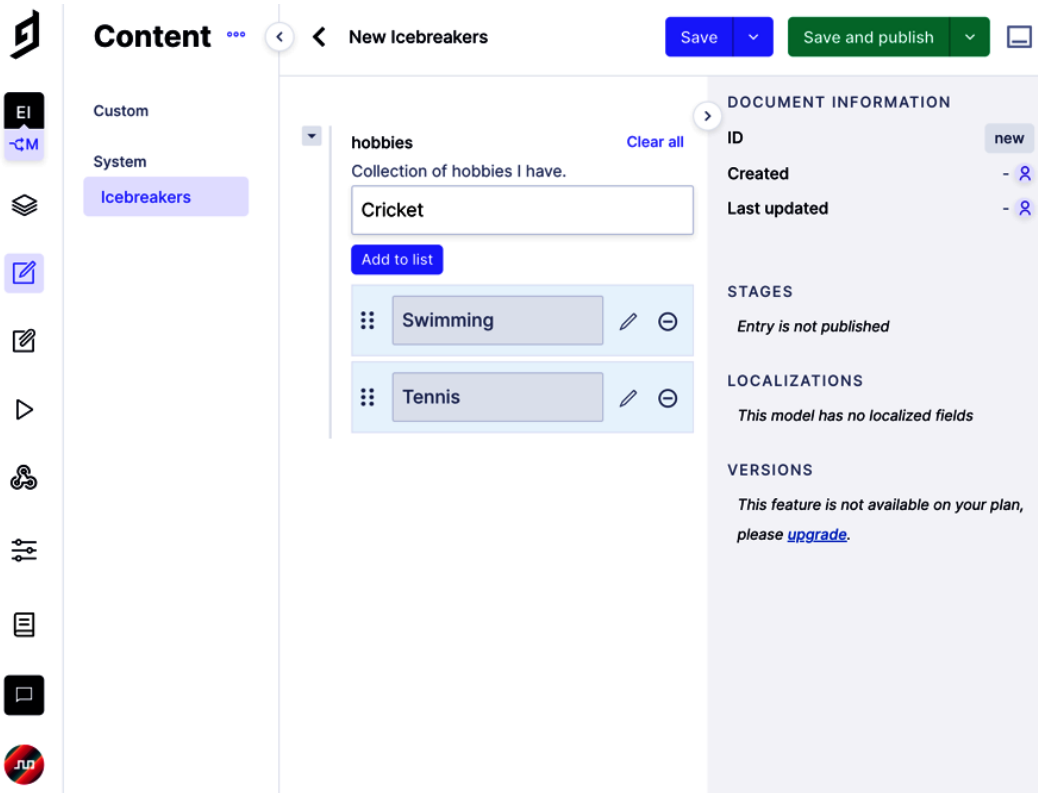 Content
New Icebreakers
Save
Save and publish
EI
M
Custom
System
Icebreakers
hobbies
Clear all
Collection of hobbies I have.
Cricket
Add to list
Swimming
Tennis
DOCUMENT INFORMATION
ID
new
Created
-
Last updated
-
STAGES
Entry is not published
LOCALIZATIONS
This model has no localized fields
VERSIONS
This feature is not available on your plan,
please upgrade.